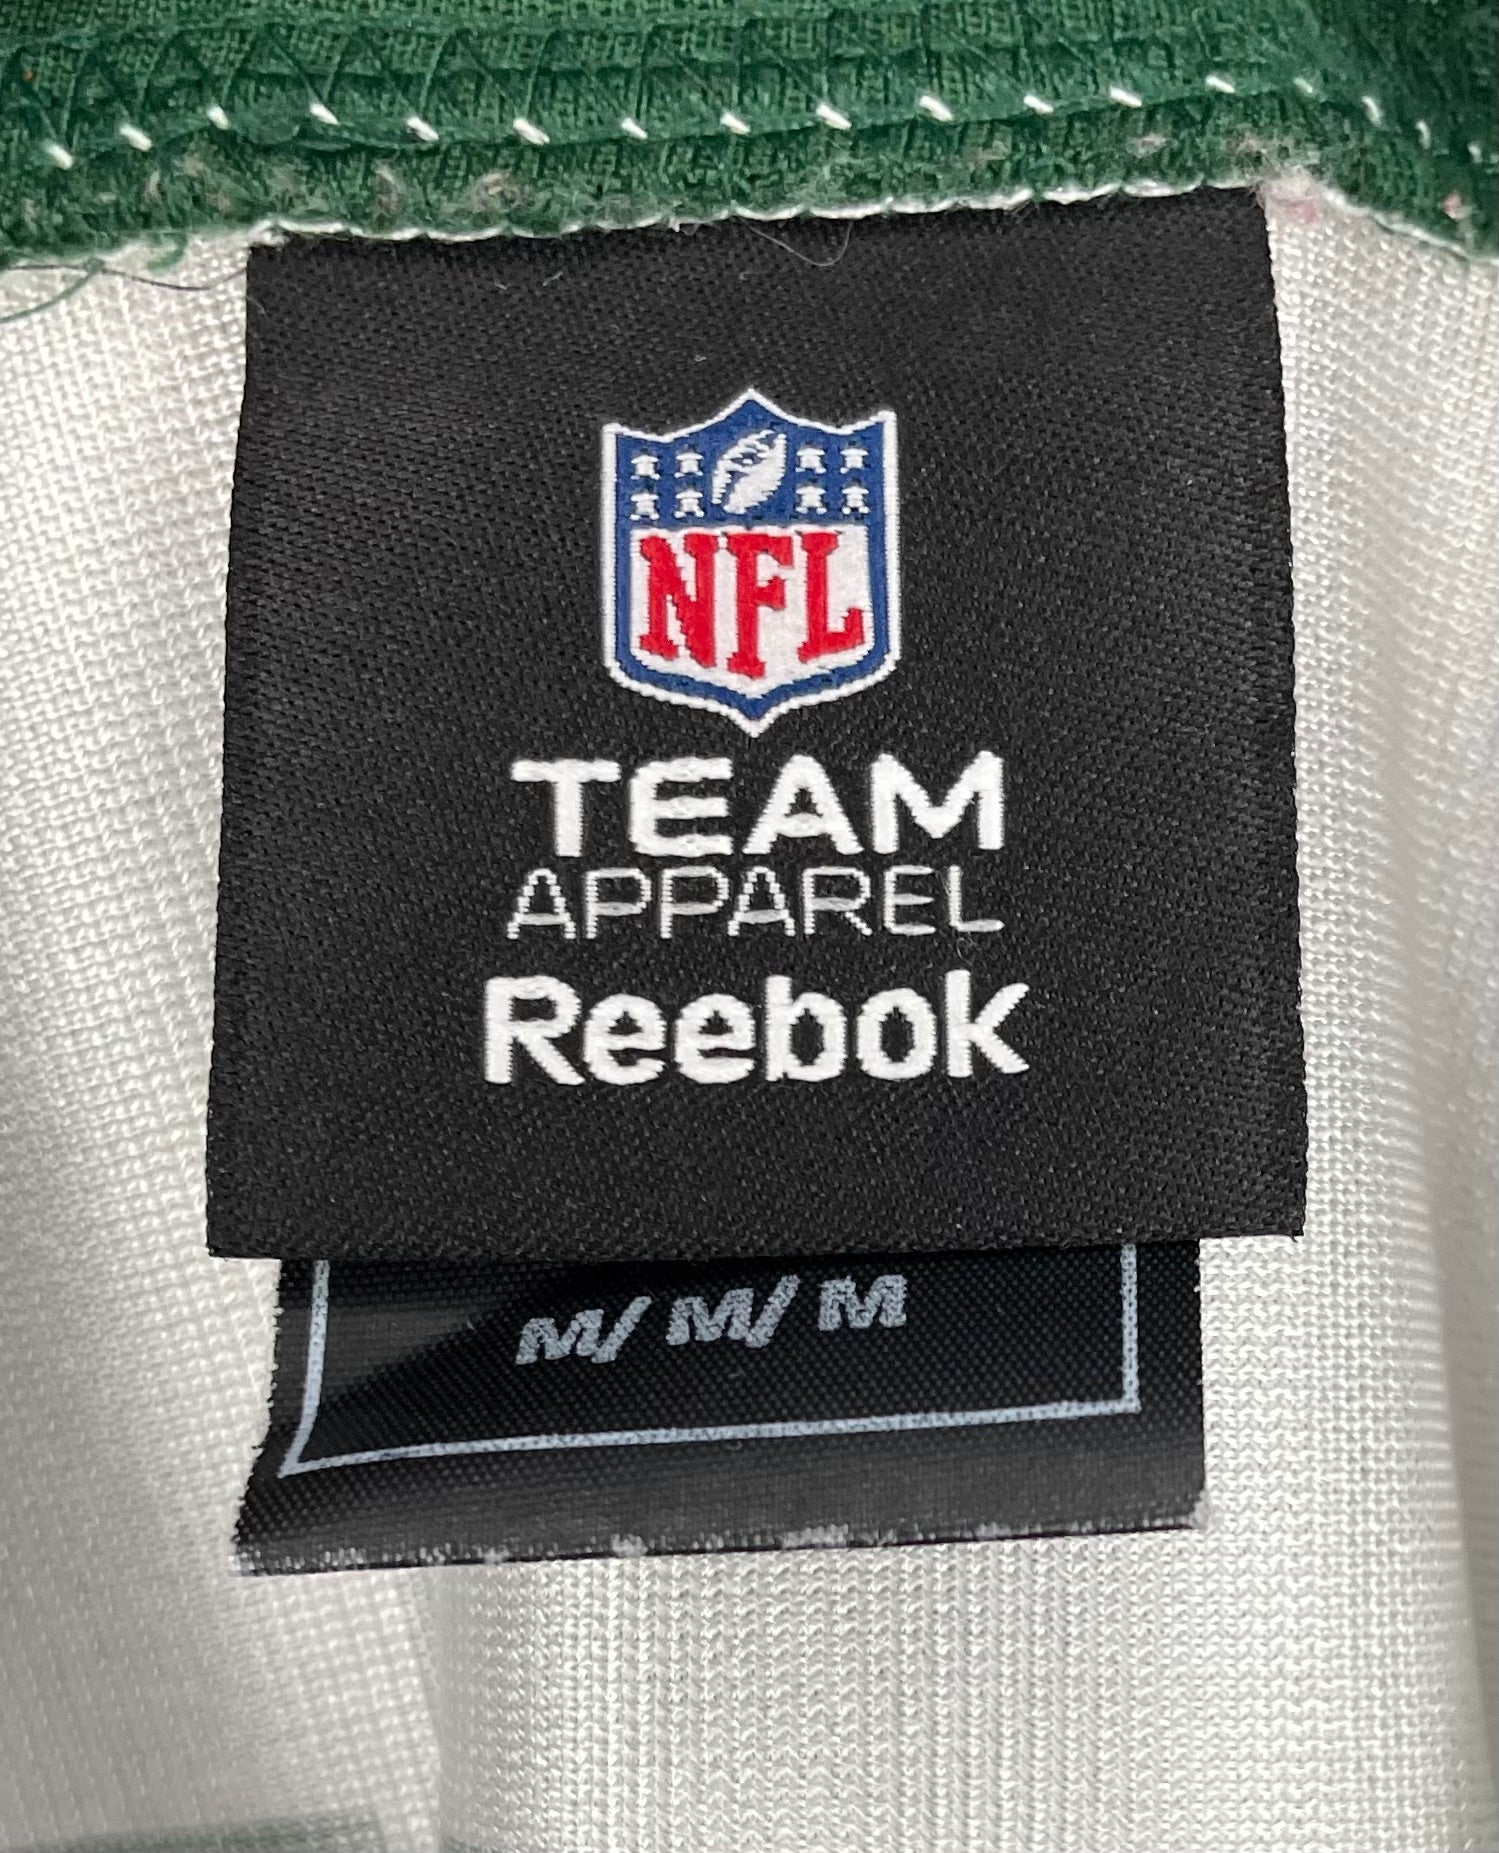 NFL
TEAM
APPAREL
Reebok
M/ M/ M